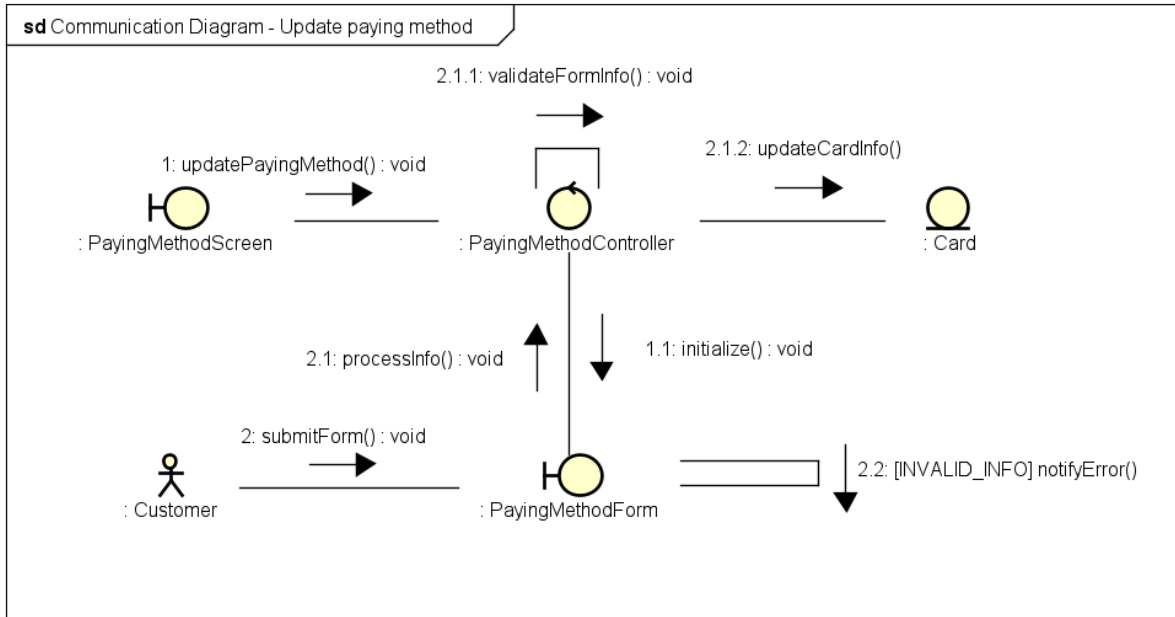 sd Communication Diagram - Update paying method
2.1.1: validateFormInfo() : void
1: updatePayingMethod() : void
2.1.2: updateCardInfo()
: PayingMethodScreen
: PayingMethodController
: Card
2.1: processInfo() : void
1.1: initialize() : void
2: submitForm() : void
2.2: [INVALID_INFO] notifyError()
: Customer
: PayingMethodForm